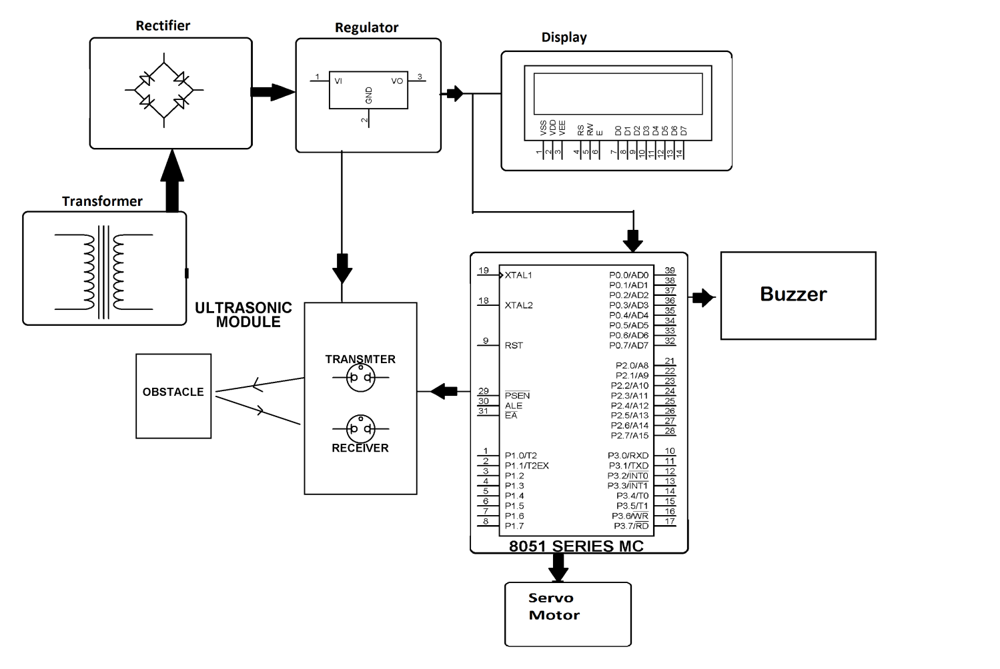 Rectifier
Regulator
Display
1
VI
VO
3
GND
2
VSS
VDD
VEE
RS
RW
E
D0
D1
D2
D3
D4
D5
D6
D7
1
2
3
4
5
6
7
8
9
10
11
12
13
14
Transformer
ULTRASONIC
MODULE
TRANSMTER
RECEIVER
OBSTACLE
19 XTAL1
18 XTAL2
9 RST
29 PSEN
30 ALE
31 EA
1 P1.0/T2
2 P1.1/T2EX
3 P1.2
4 P1.3
5 P1.4
6 P1.5
7 P1.6
8 P1.7
P0.0/AD0 39
P0.1/AD1 38
P0.2/AD2 37
P0.3/AD3 36
P0.4/AD4 35
P0.5/AD5 34
P0.6/AD6 33
P0.7/AD7 32
P2.0/A8 21
P2.1/A9 22
P2.2/A10 23
P2.3/A11 24
P2.4/A12 25
P2.5/A13 26
P2.6/A14 27
P2.7/A15 28
P3.0/RXD 10
P3.1/TXD 11
P3.2/INT0 12
P3.3/INT1 13
P3.4/T0 14
P3.5/T1 15
P3.6/WR 16
P3.7/RD 17
8051 SERIES MC
Buzzer
Servo
Motor